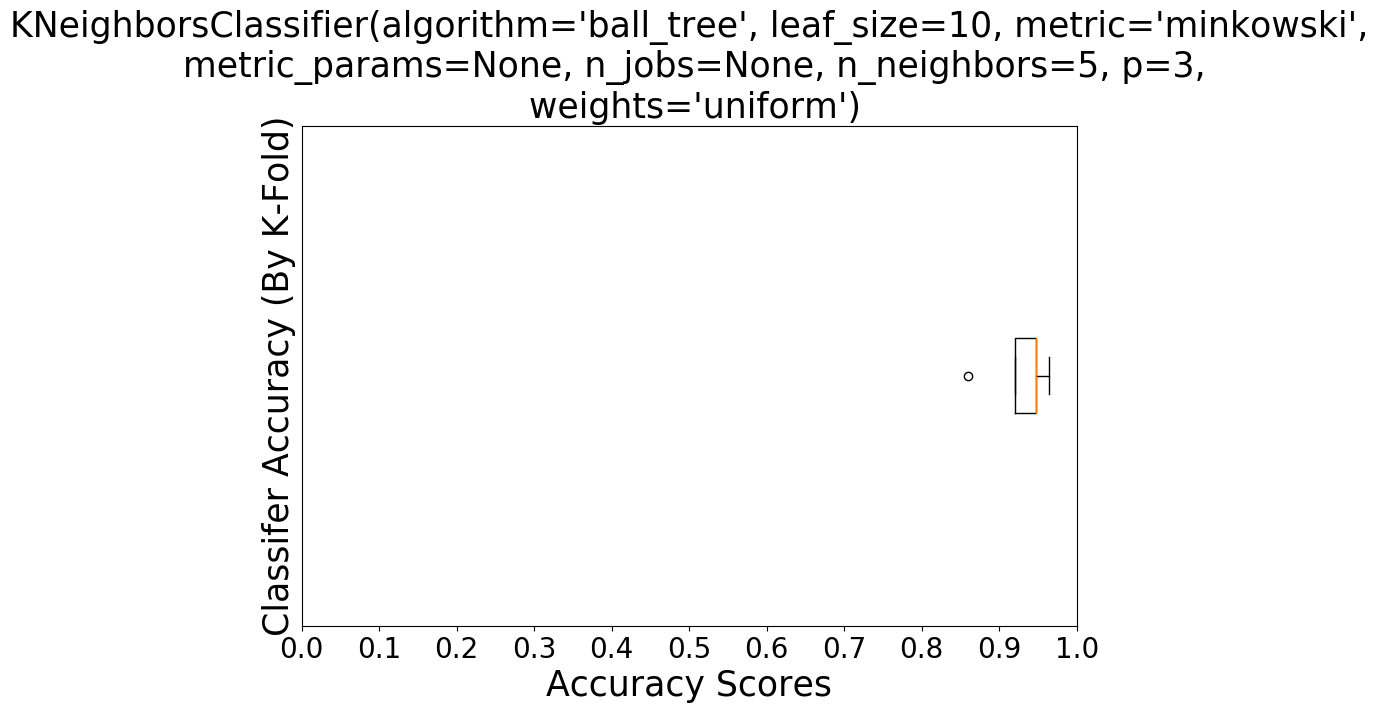 KNeighborsClassifier(algorithm='ball_tree', leaf_size=10, metric='minkowski',
metric_params=None, n_jobs=None, n_neighbors=5, p=3,
weights='uniform')
Classifer Accuracy (By K-Fold)
0.0 0.1 0.2 0.3 0.4 0.5 0.6 0.7 0.8 0.9 1.0
Accuracy Scores